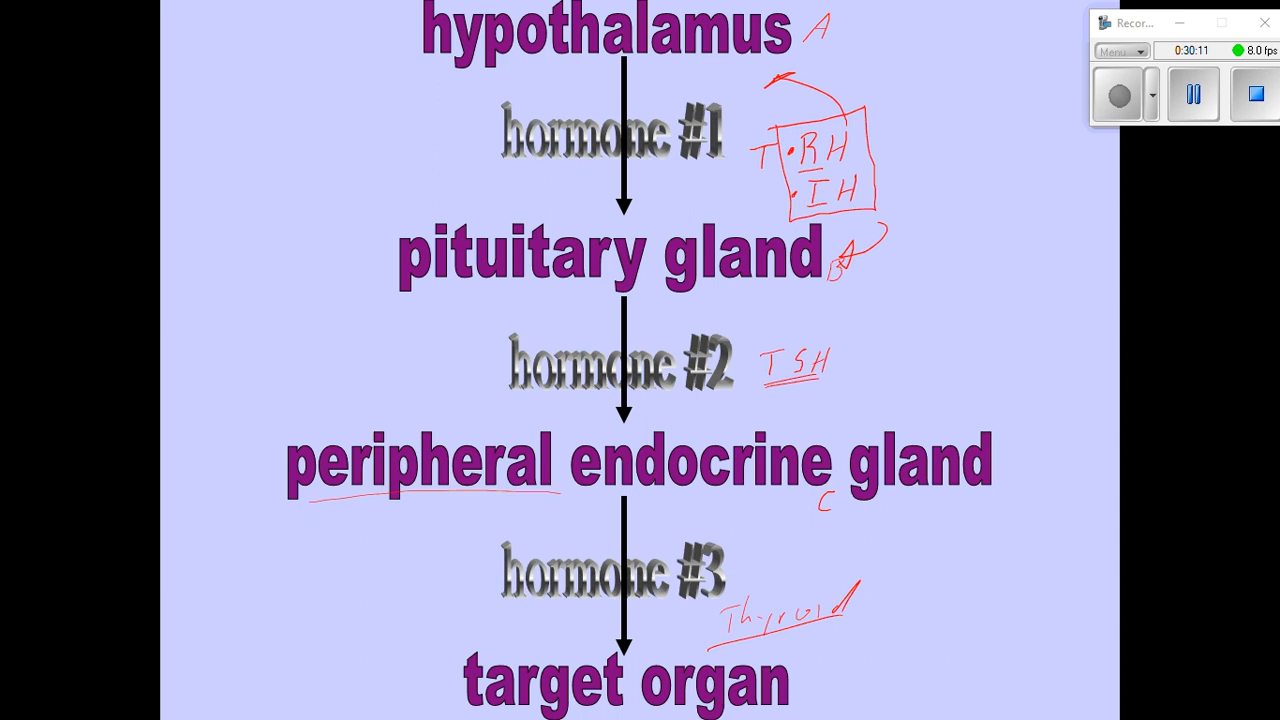 Recor...
hypothalamus A
Menu
0:30:11
8.0 fps
hormone #1
T • RH
• IH
pituitary gland B
hormone #2 TSH
peripheral endocrine gland
C
hormone #3
Thyroid
target organ